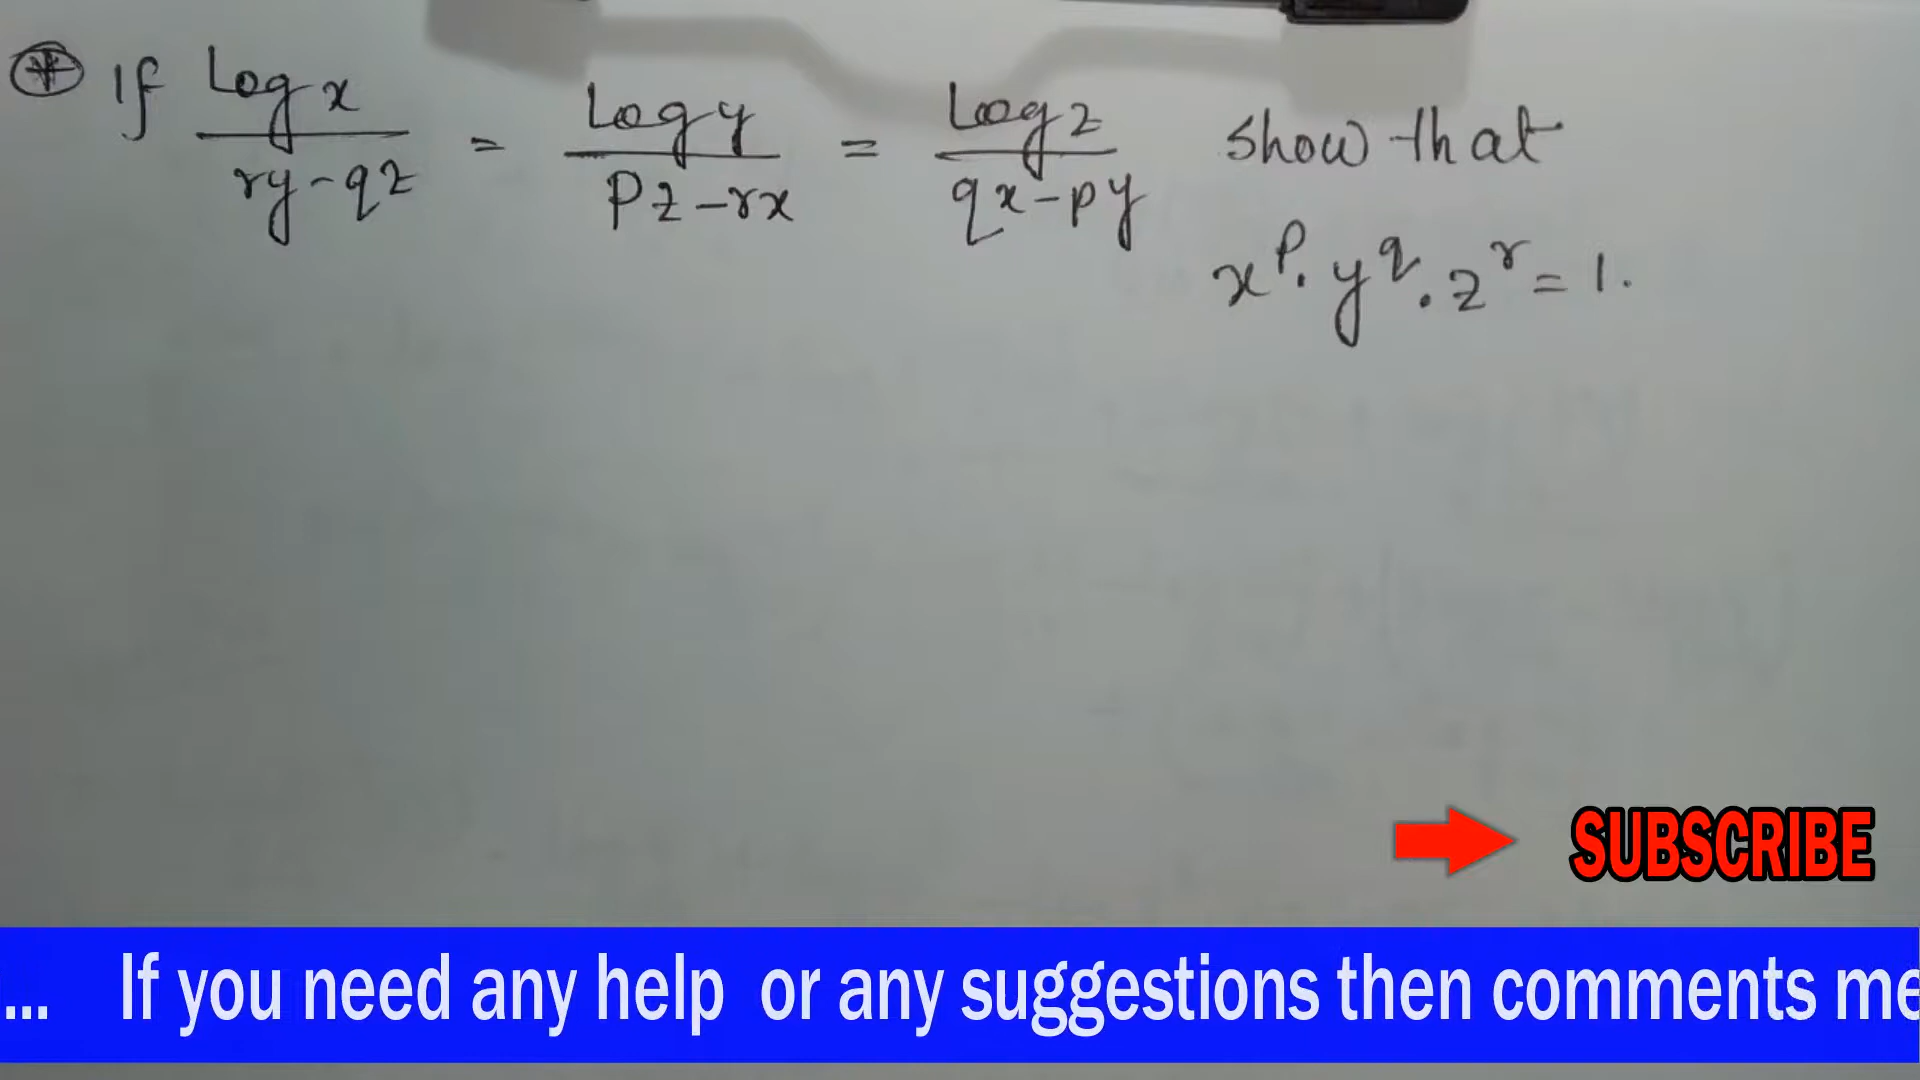 * If Log x / ry-qz = Log y / Pz-rx = Log z / qx-py show that
x^p. y^q. z^r = 1.
SUBSCRIBE
... If you need any help or any suggestions then comments me